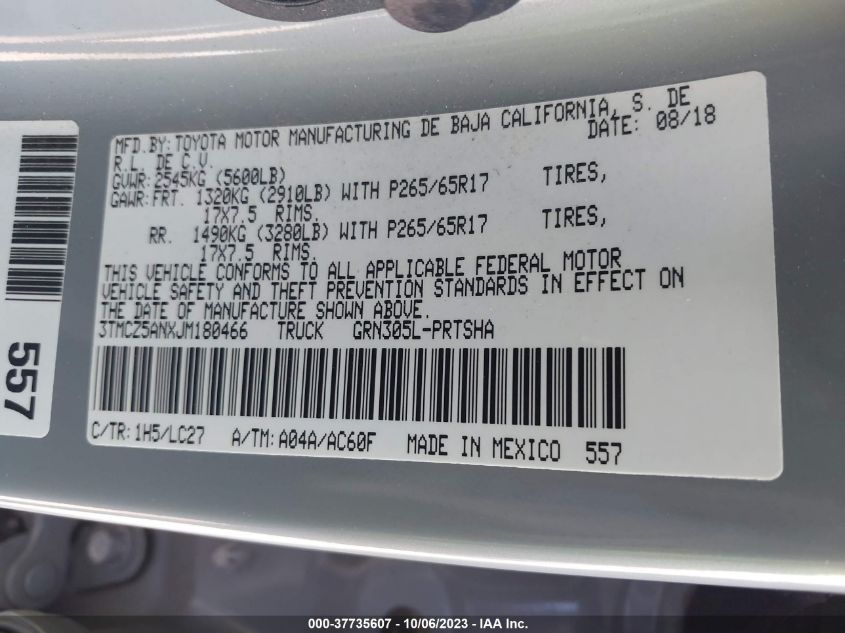 MFD.BY: TOYOTA MOTOR MANUFACTURING DE BAJA CALIFORNIA, S. DE
R.L. DE C.V. DATE: 08/18
GVWR: 2545KG (5600LB)
GAWR: FRT. 1320KG (2910LB) WITH P265/65R17 TIRES,
17X7.5 RIMS.
RR. 1490KG (3280LB) WITH P265/65R17 TIRES,
17X7.5 RIMS.
THIS VEHICLE CONFORMS TO ALL APPLICABLE FEDERAL MOTOR
VEHICLE SAFETY AND THEFT PREVENTION STANDARDS IN EFFECT ON
THE DATE OF MANUFACTURE SHOWN ABOVE.
3TMCZ5ANXJM180466 TRUCK GRN305L-PRTSHA
C/TR: 1H5/LC27 A/TM: A04A/AC60F MADE IN MEXICO 557
557
000-37735607 - 10/06/2023 - IAA Inc.